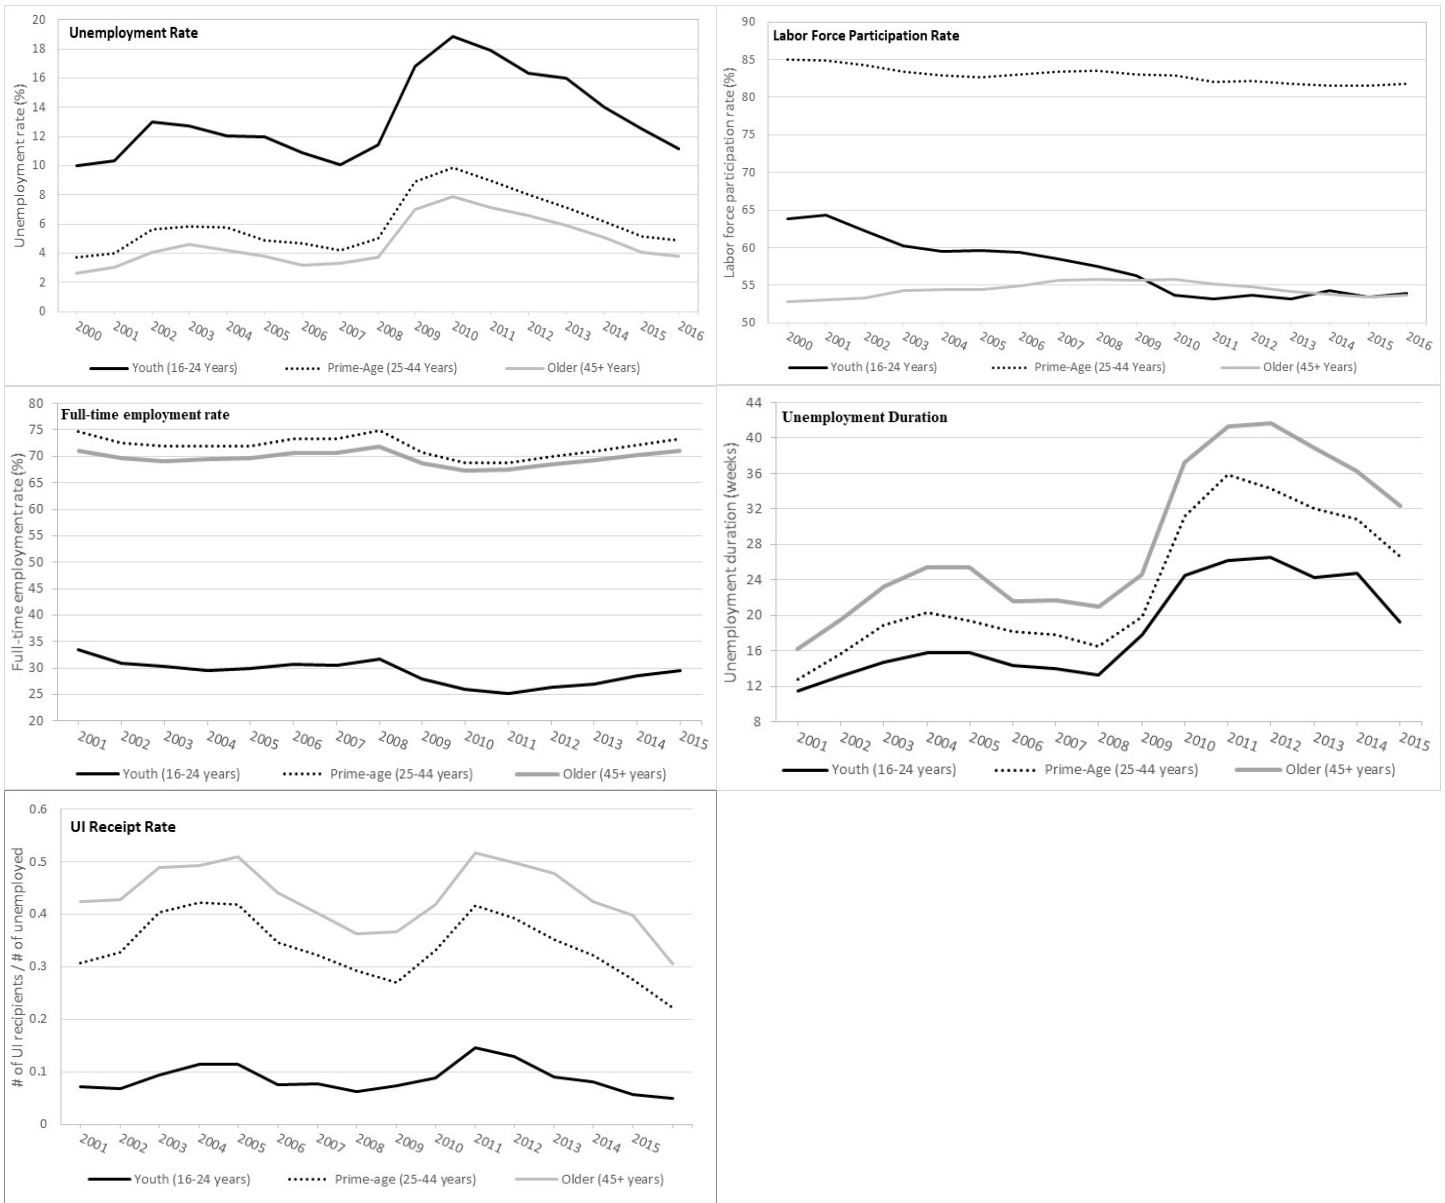 Unemployment Rate
Unemployment rate (%)
20
18
16
14
12
10
8
6
4
2
0
2000 2001 2002 2003 2004 2005 2006 2007 2008 2009 2010 2011 2012 2013 2014 2015 2016
Youth (16-24 Years) Prime-Age (25-44 Years) Older (45+ Years)
Labor Force Participation Rate
Labor force participation rate (%)
90
85
80
75
70
65
60
55
50
2000 2001 2002 2003 2004 2005 2006 2007 2008 2009 2010 2011 2012 2013 2014 2015 2016
Youth (16-24 Years) Prime-Age (25-44 Years) Older (45+ Years)
Full-time employment rate
Full-time employment rate (%)
80
75
70
65
60
55
50
45
40
35
30
25
20
2001 2002 2003 2004 2005 2006 2007 2008 2009 2010 2011 2012 2013 2014 2015
Youth (16-24 years) Prime-age (25-44 years) Older (45+ years)
Unemployment Duration
Unemployment duration (weeks)
44
40
36
32
28
24
20
16
12
8
2001 2002 2003 2004 2005 2006 2007 2008 2009 2010 2011 2012 2013 2014 2015
Youth (16-24 years) Prime-Age (25-44 years) Older (45+ years)
UI Receipt Rate
# of UI recipients / # of unemployed
0.6
0.5
0.4
0.3
0.2
0.1
0
2001 2002 2003 2004 2005 2006 2007 2008 2009 2010 2011 2012 2013 2014 2015
Youth (16-24 years) Prime-age (25-44 years) Older (45+ years)